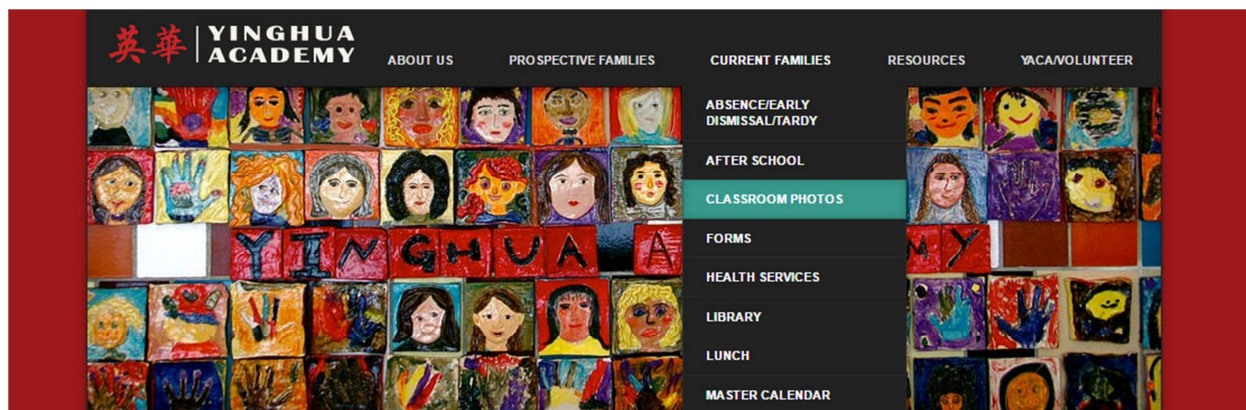 英華
YINGHUA
ACADEMY
ABOUT US
PROSPECTIVE FAMILIES
CURRENT FAMILIES
RESOURCES
YACA/VOLUNTEER
ABSENCE/EARLY
DISMISSAL/TARDY
AFTER SCHOOL
CLASSROOM PHOTOS
FORMS
HEALTH SERVICES
LIBRARY
LUNCH
MASTER CALENDAR
YINGHUA A
MY